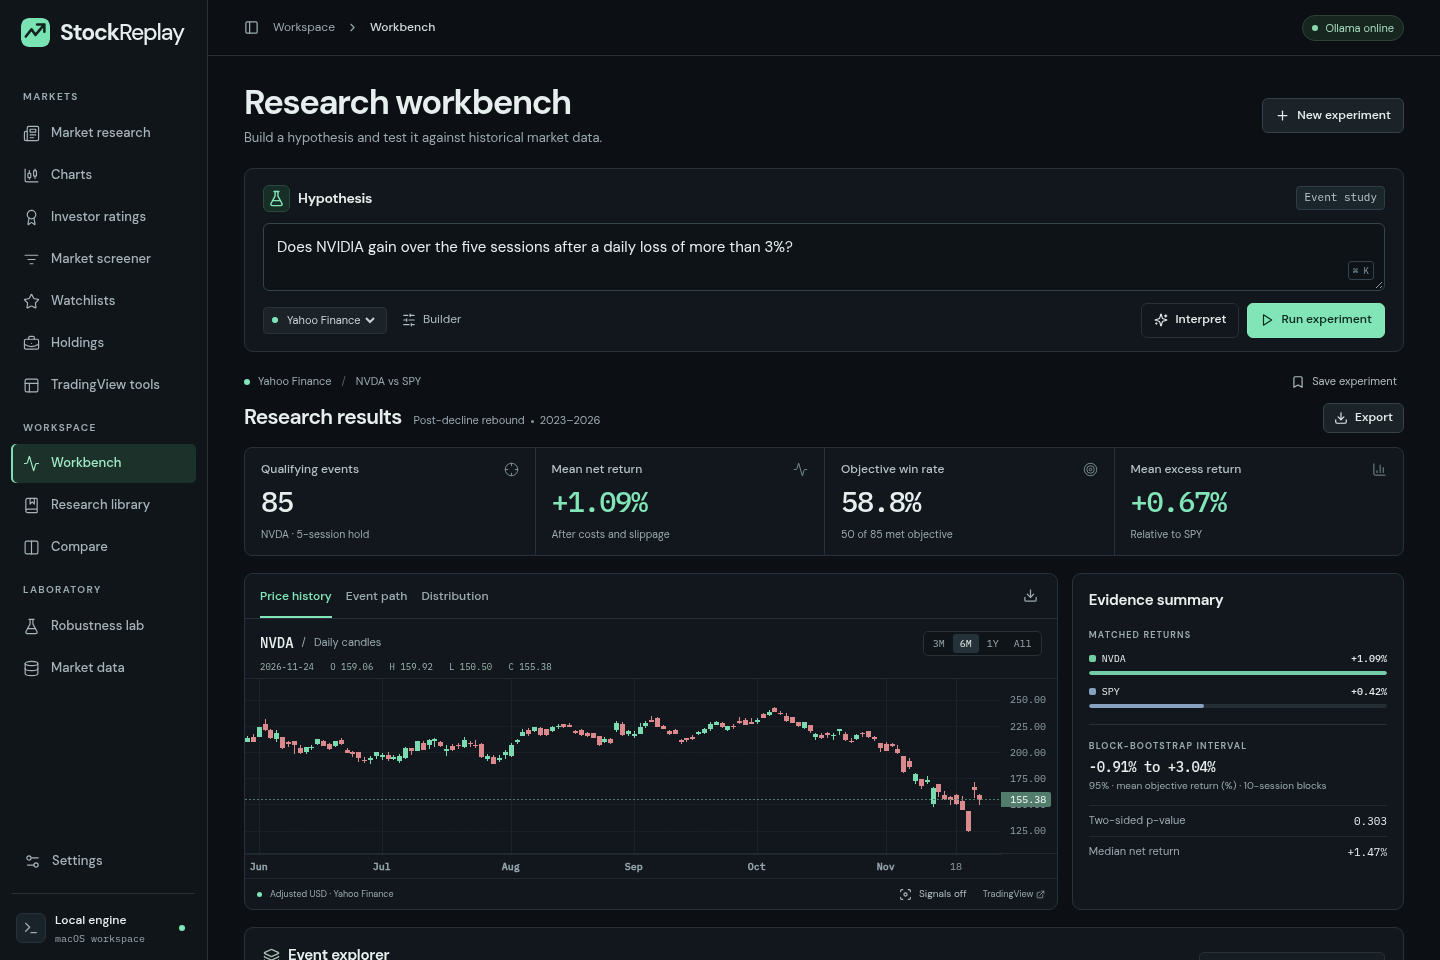 StockReplay
Workspace > Workbench
Ollama online
MARKETS
Market research
Charts
Investor ratings
Market screener
Watchlists
Holdings
TradingView tools
WORKSPACE
Workbench
Research library
Compare
LABORATORY
Robustness lab
Market data
Settings
Local engine
macOS workspace
Research workbench
Build a hypothesis and test it against historical market data.
New experiment
Hypothesis
Event study
Does NVIDIA gain over the five sessions after a daily loss of more than 3%?
⌘ K
Yahoo Finance
Builder
Interpret
Run experiment
Yahoo Finance / NVDA vs SPY
Save experiment
Research results Post-decline rebound • 2023–2026
Export
Qualifying events
85
NVDA · 5-session hold
Mean net return
+1.09%
After costs and slippage
Objective win rate
58.8%
50 of 85 met objective
Mean excess return
+0.67%
Relative to SPY
Price history Event path Distribution
NVDA / Daily candles
3M 6M 1Y All
2026-11-24 O 159.06 H 159.92 L 150.50 C 155.38
250.00
225.00
200.00
175.00
155.38
125.00
Jun Jul Aug Sep Oct Nov 18
Adjusted USD · Yahoo Finance
Signals off
TradingView
Evidence summary
MATCHED RETURNS
NVDA +1.09%
SPY +0.42%
BLOCK-BOOTSTRAP INTERVAL
-0.91% to +3.04%
95% · mean objective return (%) · 10-session blocks
Two-sided p-value 0.303
Median net return +1.47%
Event explorer